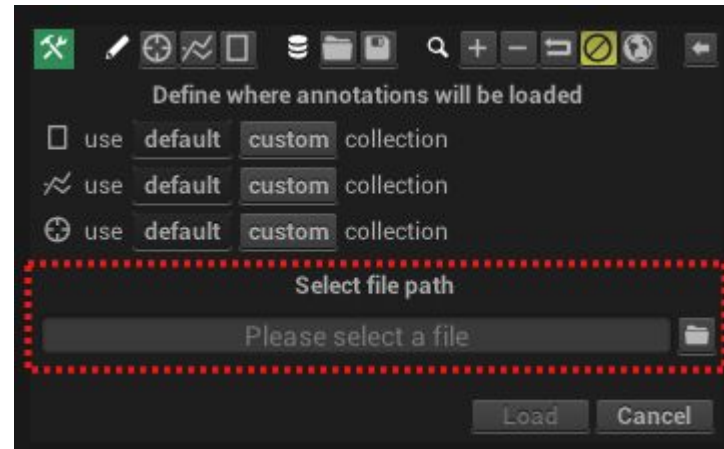 Define where annotations will be loaded
use default custom collection
use default custom collection
use default custom collection
Select file path
Please select a file
Load Cancel